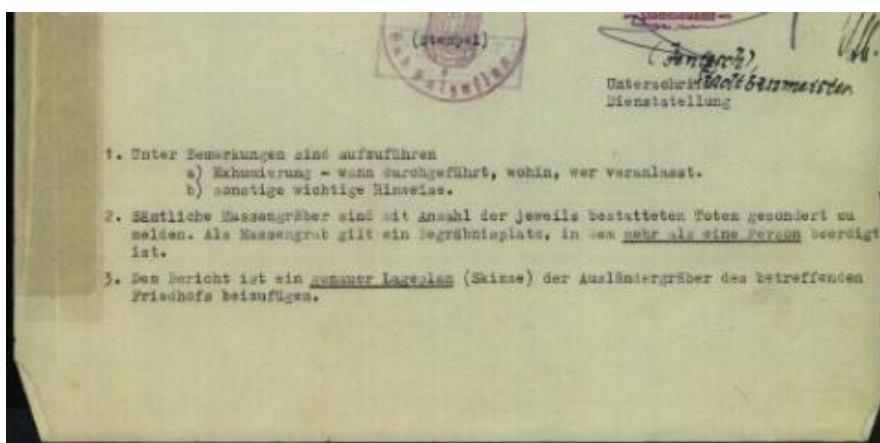 (Stempel)
(Jentzsch)
Unterschrift Stadtbaumeister.
Dienststellung
1. Unter Bemerkungen sind aufzuführen
a) Exhumierung - wann durchgeführt, wohin, wer veranlasst.
b) sonstige wichtige Hinweise.
2. Sämtliche Massengräber sind mit Anzahl der jeweils bestatteten Toten gesondert zu
melden. Als Massengrab gilt ein Begräbnisplatz, in dem mehr als eine Person beerdigt
ist.
3. Dem Bericht ist ein genauer Lageplan (Skizze) der Ausländergräber des betreffenden
Friedhofs beizufügen.